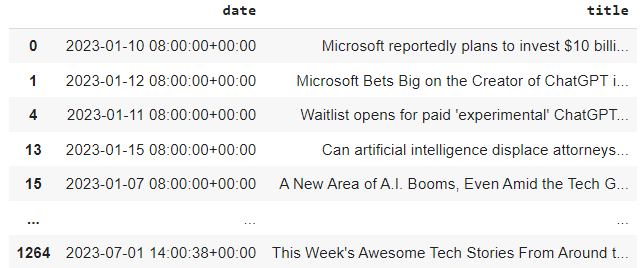 date title
0 2023-01-10 08:00:00+00:00 Microsoft reportedly plans to invest $10 billi...
1 2023-01-12 08:00:00+00:00 Microsoft Bets Big on the Creator of ChatGPT i...
4 2023-01-11 08:00:00+00:00 Waitlist opens for paid 'experimental' ChatGPT...
13 2023-01-15 08:00:00+00:00 Can artificial intelligence displace attorneys...
15 2023-01-07 08:00:00+00:00 A New Area of A.I. Booms, Even Amid the Tech G...
... ... ...
1264 2023-07-01 14:00:38+00:00 This Week's Awesome Tech Stories From Around t...